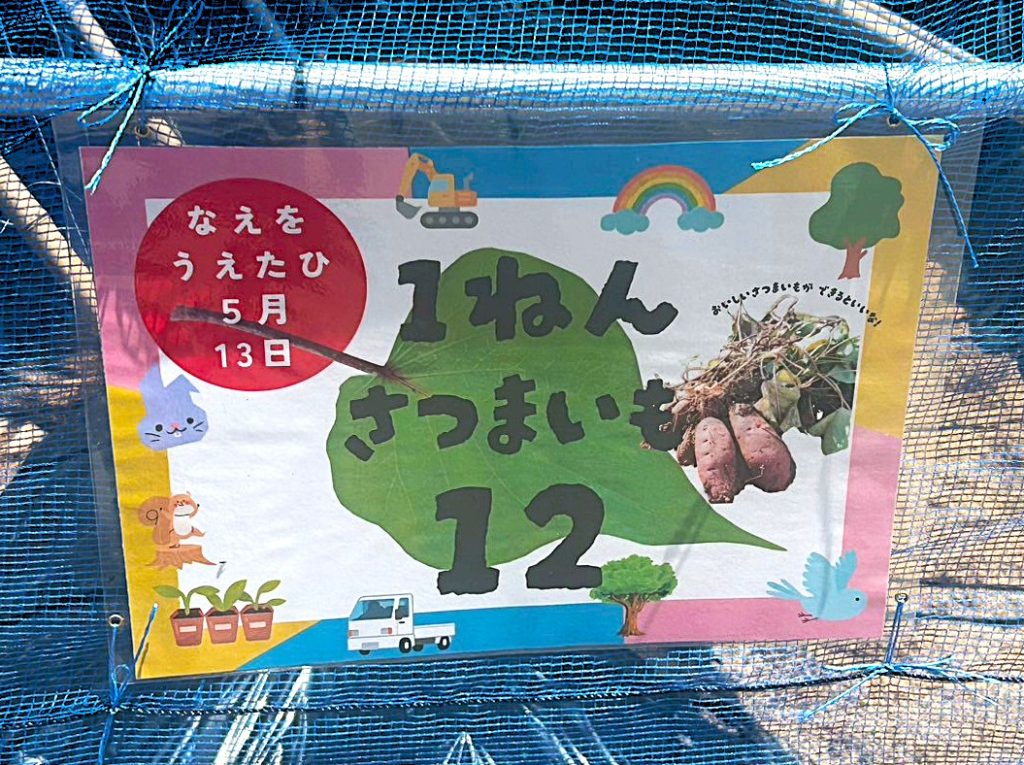 なえを
うえたひ
5月
13日
1ねん
さつまいも
12
おいしいさつまいもが できるといいな!